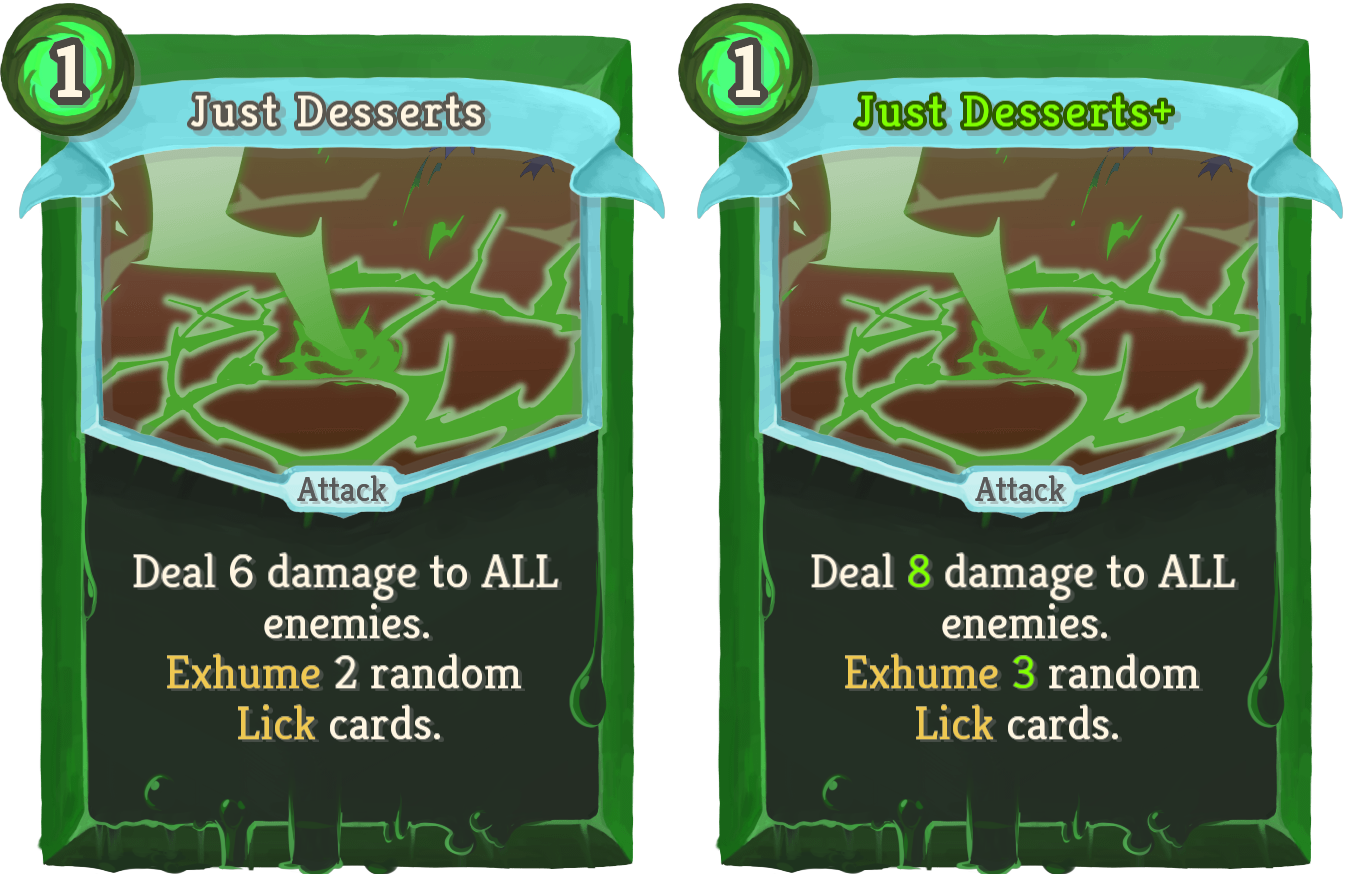 1
Just Desserts
Attack
Deal 6 damage to ALL
enemies.
Exhume 2 random
Lick cards.
1
Just Desserts+
Attack
Deal 8 damage to ALL
enemies.
Exhume 3 random
Lick cards.